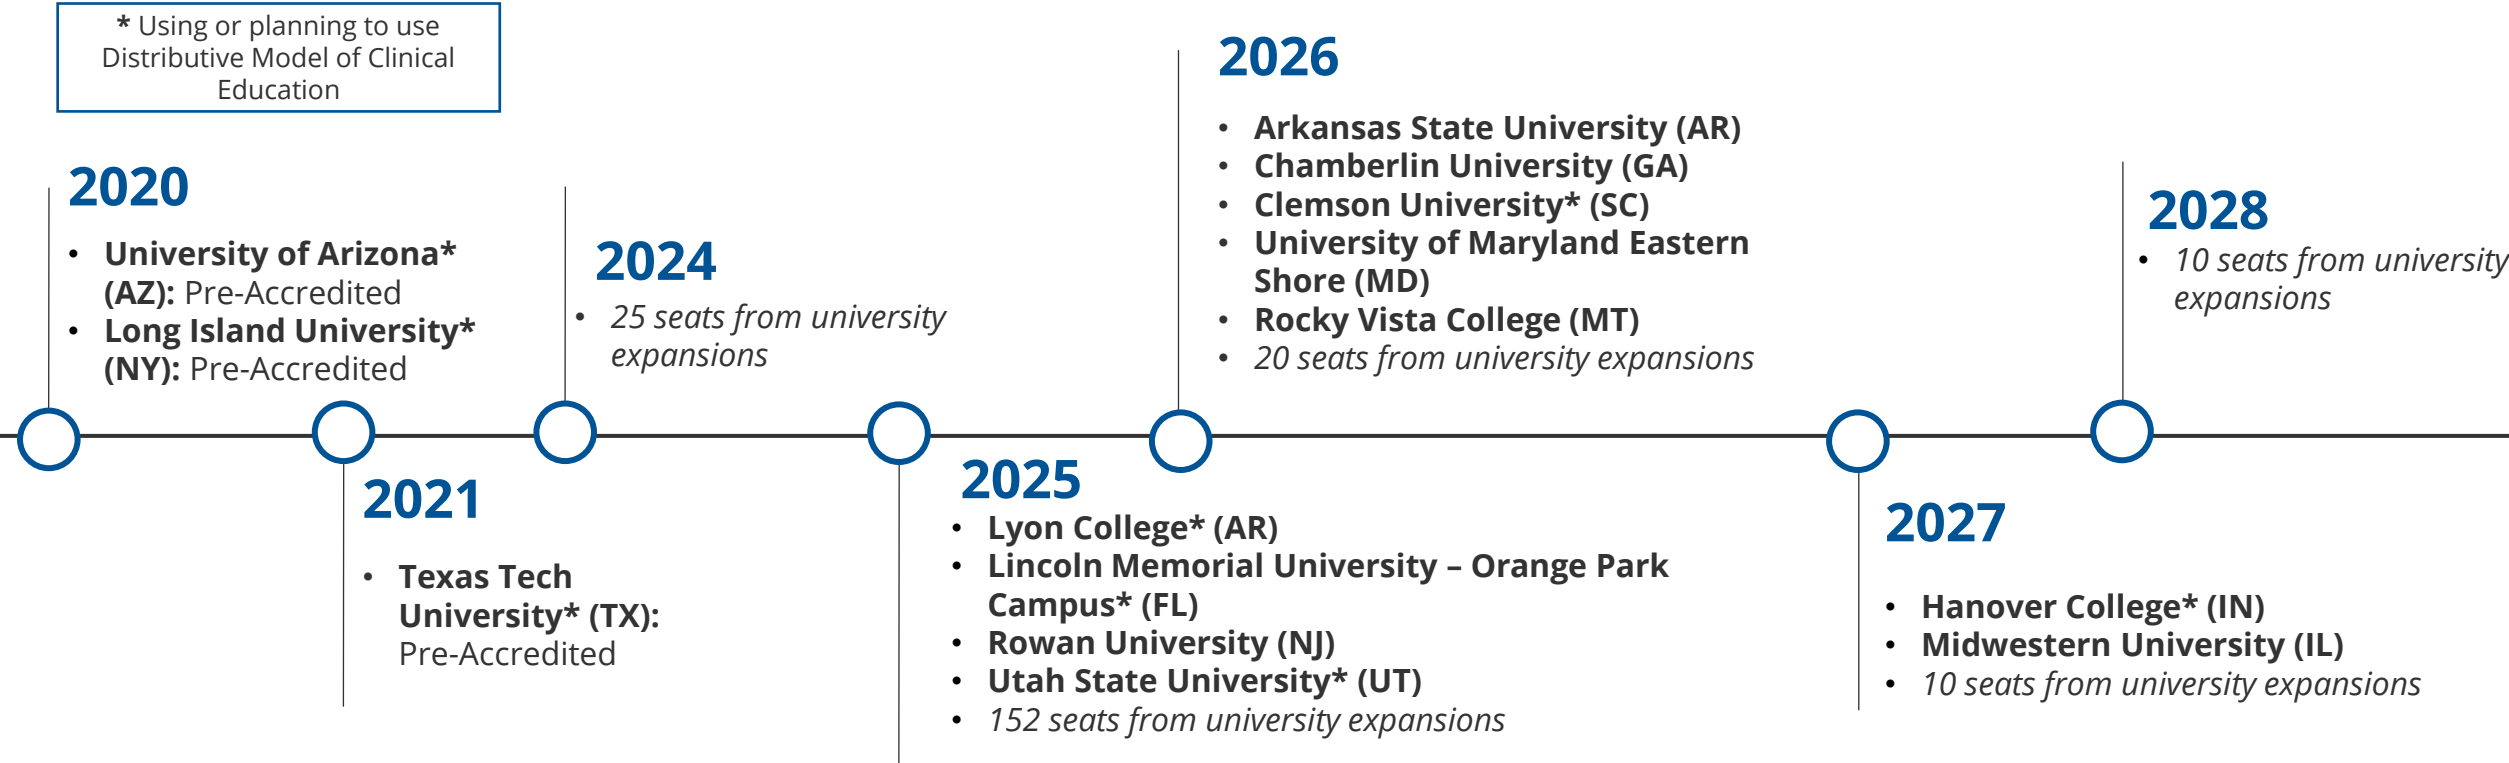 * Using or planning to use
Distributive Model of Clinical
Education
2020
• University of Arizona*
(AZ): Pre-Accredited
• Long Island University*
(NY): Pre-Accredited
2021
• Texas Tech
University* (TX):
Pre-Accredited
2024
• 25 seats from university
expansions
2025
• Lyon College* (AR)
• Lincoln Memorial University – Orange Park
Campus* (FL)
• Rowan University (NJ)
• Utah State University* (UT)
• 152 seats from university expansions
2026
• Arkansas State University (AR)
• Chamberlin University (GA)
• Clemson University* (SC)
• University of Maryland Eastern
Shore (MD)
• Rocky Vista College (MT)
• 20 seats from university expansions
2027
• Hanover College* (IN)
• Midwestern University (IL)
• 10 seats from university expansions
2028
• 10 seats from university
expansions